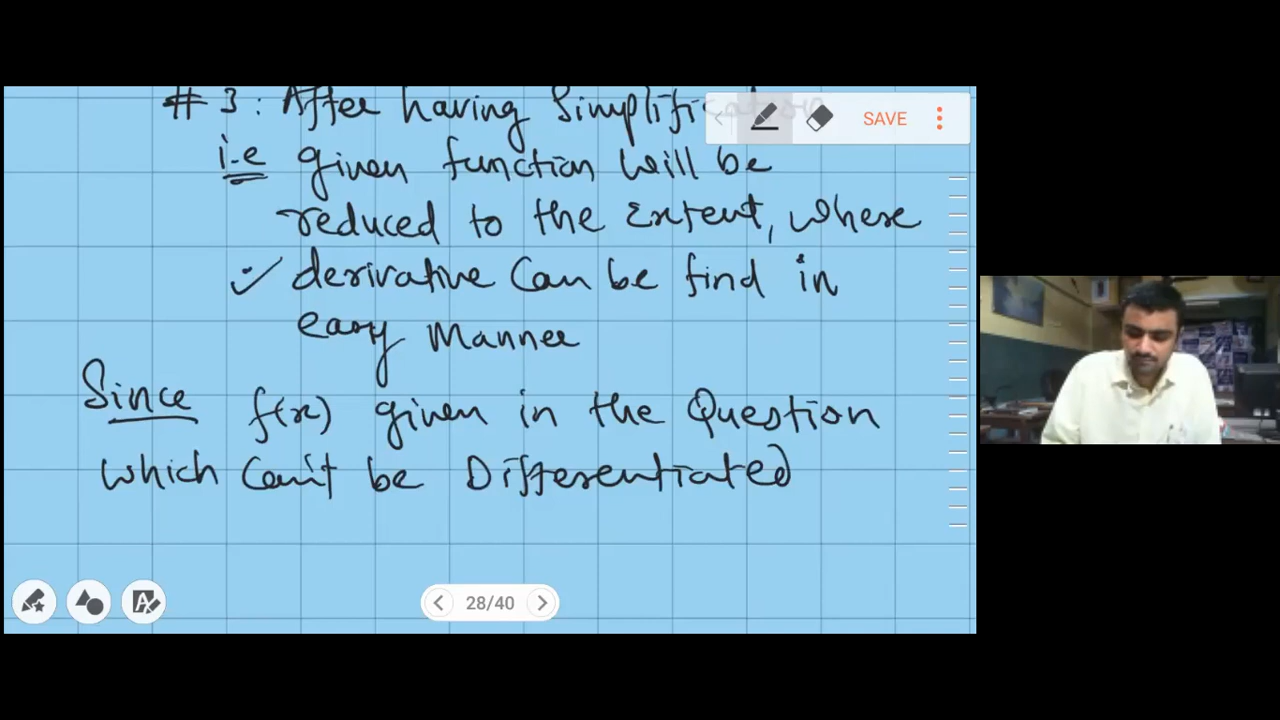 # 3 : After having Simplification
SAVE
i.e given function will be
reduced to the Extent, where
derivative Can be find in
easy Manner
Since f(x) given in the Question
which Can't be Differentiated
28/40